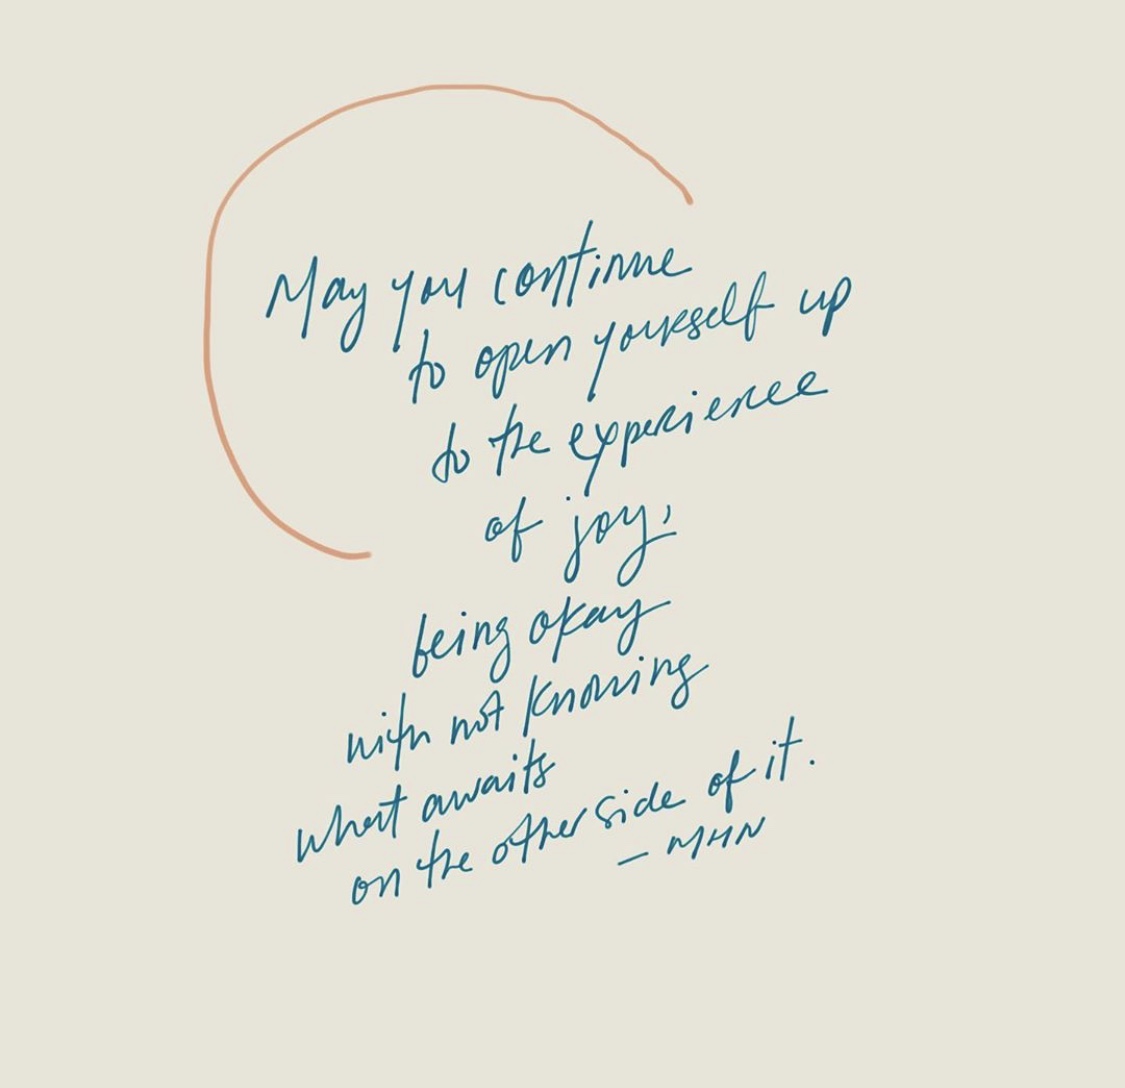 May you continue
to open yourself up
to the experience
of joy,
being okay
with not knowing
what awaits
on the other side of it.
— MHN